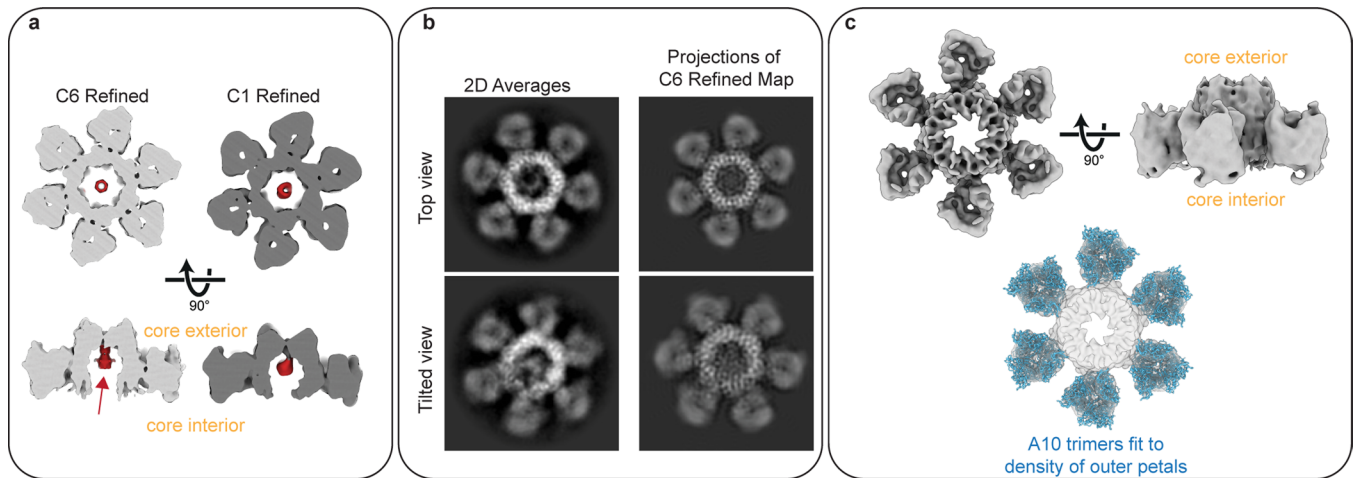 a
C6 Refined
C1 Refined
90°
core exterior
core interior
b
2D Averages
Projections of
C6 Refined Map
Top view
Tilted view
c
core exterior
90°
core interior
A10 trimers fit to
density of outer petals